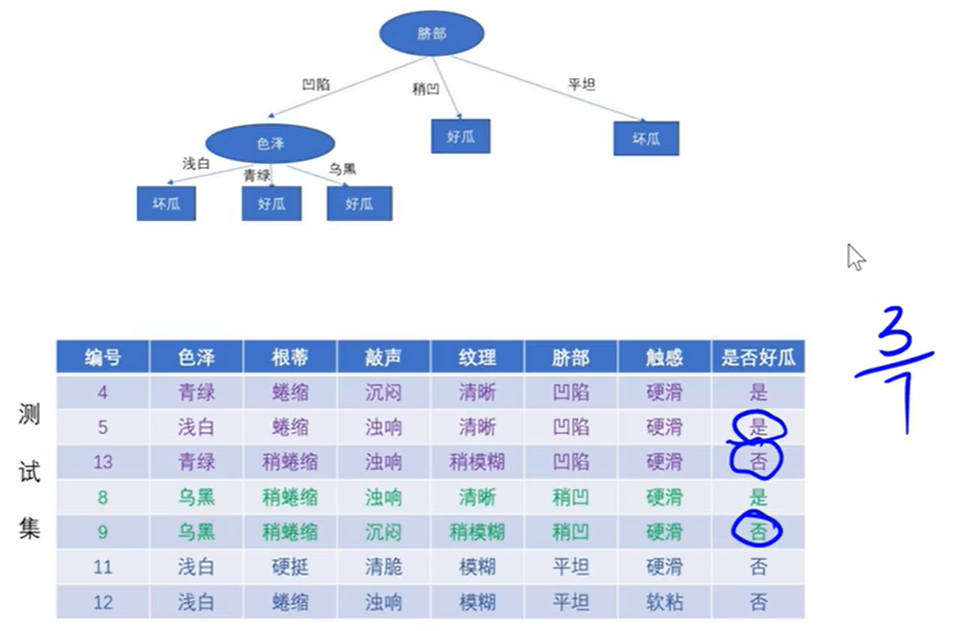 脐部
凹陷 稍凹 平坦
色泽 好瓜 坏瓜
浅白 青绿 乌黑
坏瓜 好瓜 好瓜
3
7
测试集
编号 色泽 根蒂 敲声 纹理 脐部 触感 是否好瓜
4 青绿 蜷缩 沉闷 清晰 凹陷 硬滑 是
5 浅白 蜷缩 浊响 清晰 凹陷 硬滑 是
13 青绿 稍蜷缩 浊响 稍模糊 凹陷 硬滑 否
8 乌黑 稍蜷缩 浊响 清晰 稍凹 硬滑 是
9 乌黑 稍蜷缩 沉闷 稍模糊 稍凹 硬滑 否
11 浅白 硬挺 清脆 模糊 平坦 硬滑 否
12 浅白 蜷缩 浊响 模糊 平坦 软粘 否